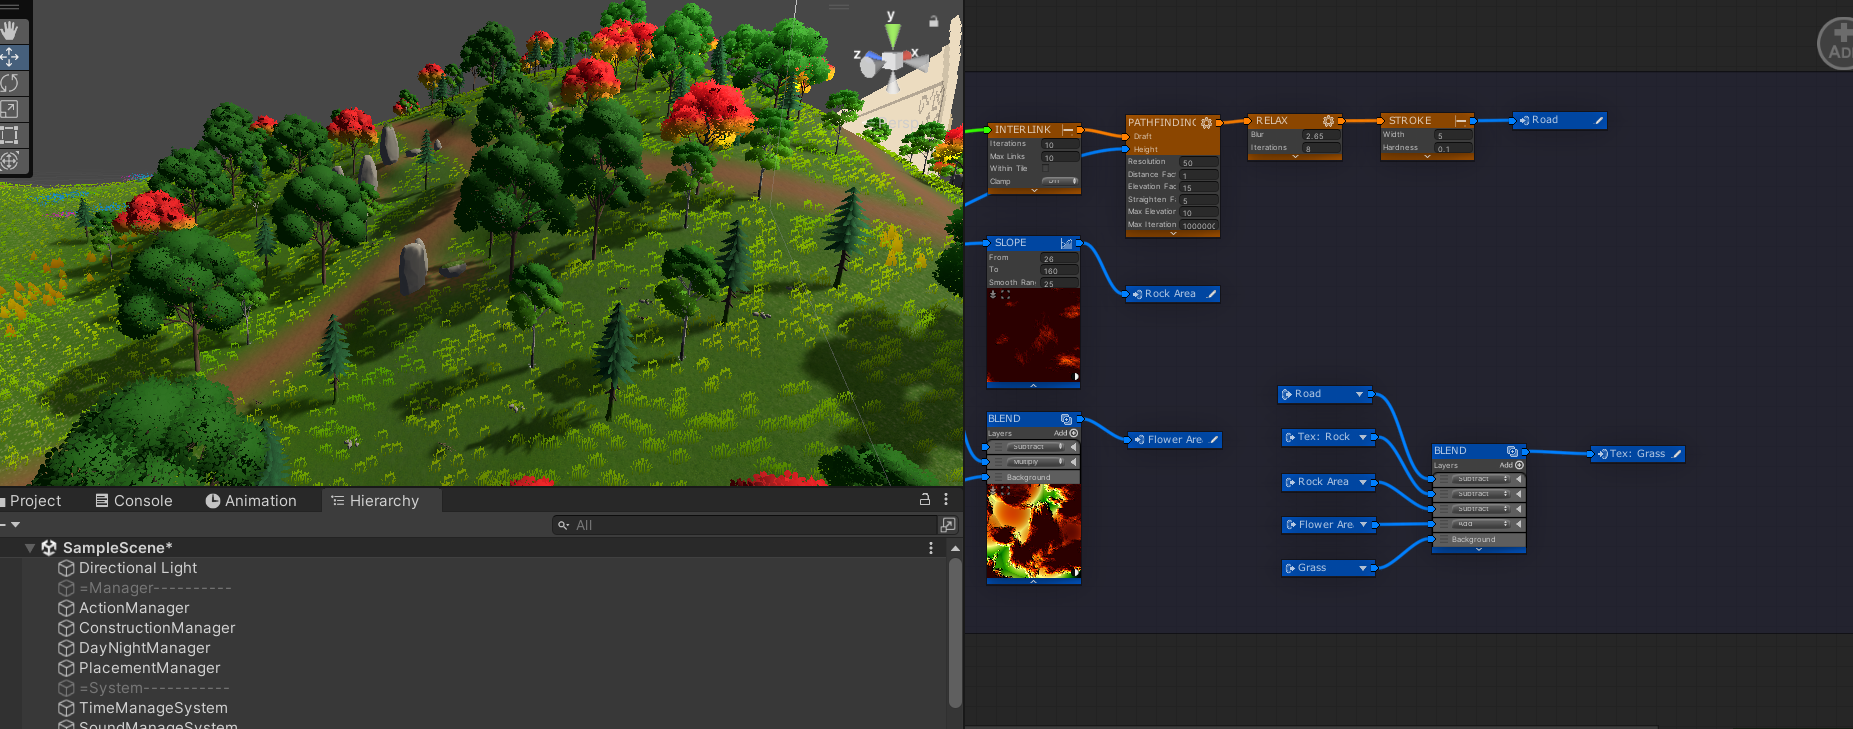 y
z
x
Persp
Project
Console
Animation
Hierarchy
All
SampleScene*
Directional Light
=Manager----------
ActionManager
ConstructionManager
DayNightManager
PlacementManager
=System-----------
TimeManageSystem
SoundManageSystem
INTERLINK
Iterations 10
Max Links 10
Within Tile
Clamp Off
PATHFINDING
Draft
Height
Resolution 50
Distance Fac 1
Elevation Fac 15
Straighten F 5
Max Elevation 10
Max Iteration 1000000
RELAX
Blur 2.65
Iterations 8
STROKE
Width 5
Hardness 0.1
Road
SLOPE
From 26
To 160
Smooth Ran 25
Rock Area
BLEND
Layers Add
Subtract
Multiply
Background
Flower Are
Road
Tex: Rock
Rock Area
Flower Are
Grass
BLEND
Layers Add
Subtract
Subtract
Subtract
Add
Background
Tex: Grass